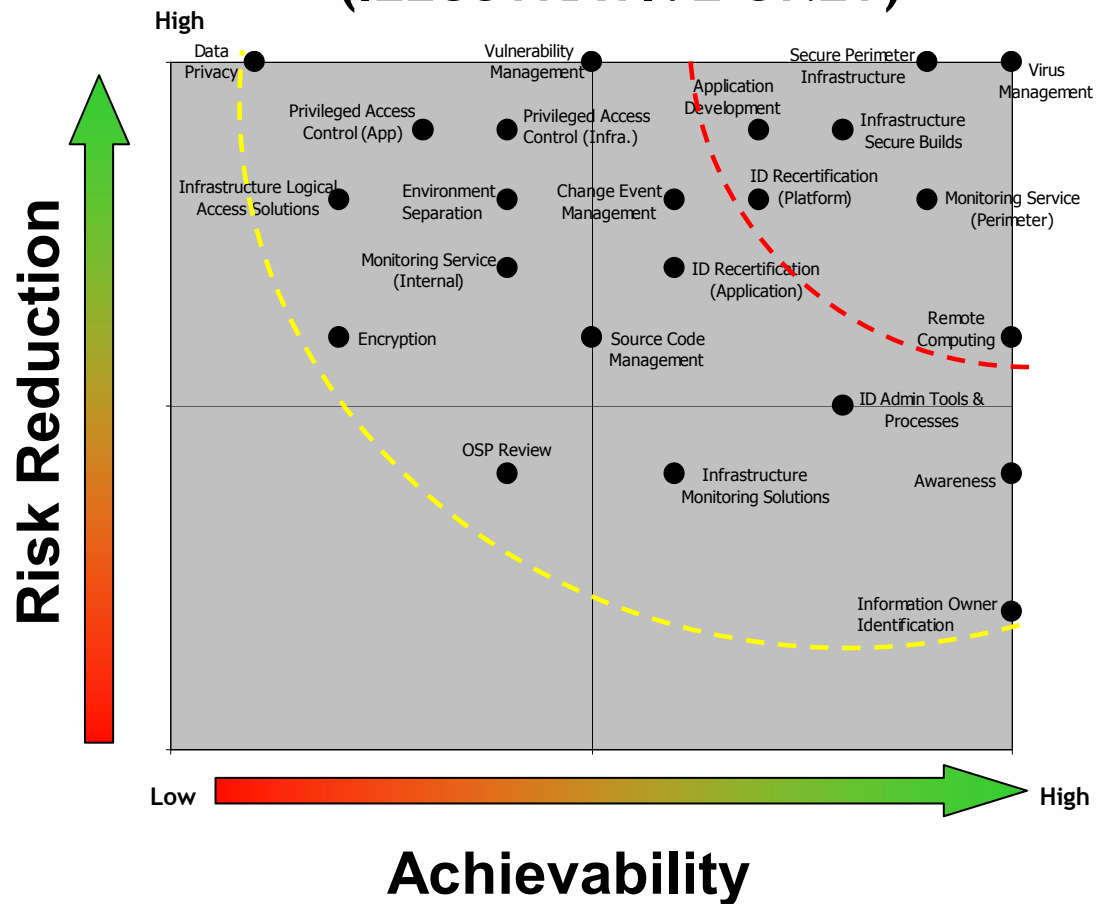 High
Data
Privacy
Vulnerability
Management
Secure Perimeter
Infrastructure
Virus
Management
Application
Development
Privileged Access
Control (App)
Privileged Access
Control (Infra.)
Infrastructure
Secure Builds
Infrastructure Logical
Access Solutions
Environment
Separation
Change Event
Management
ID Recertification
(Platform)
Monitoring Service
(Perimeter)
Monitoring Service
(Internal)
ID Recertification
(Application)
Encryption
Source Code
Management
Remote
Computing
ID Admin Tools &
Processes
OSP Review
Infrastructure
Monitoring Solutions
Awareness
Information Owner
Identification
Risk Reduction
Low
High
Achievability